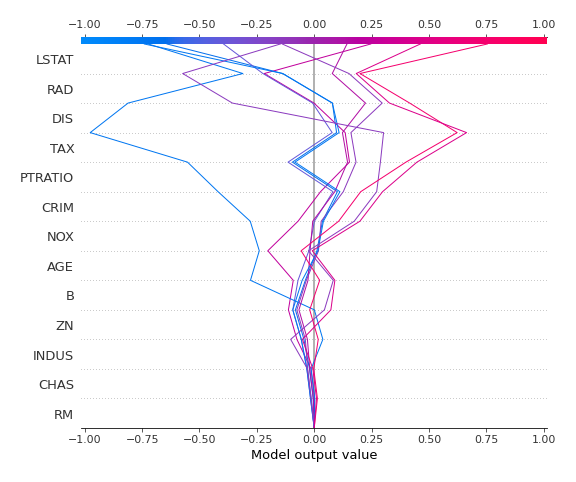 −1.00 −0.75 −0.50 −0.25 0.00 0.25 0.50 0.75 1.00
LSTAT
RAD
DIS
TAX
PTRATIO
CRIM
NOX
AGE
B
ZN
INDUS
CHAS
RM
−1.00 −0.75 −0.50 −0.25 0.00 0.25 0.50 0.75 1.00
Model output value